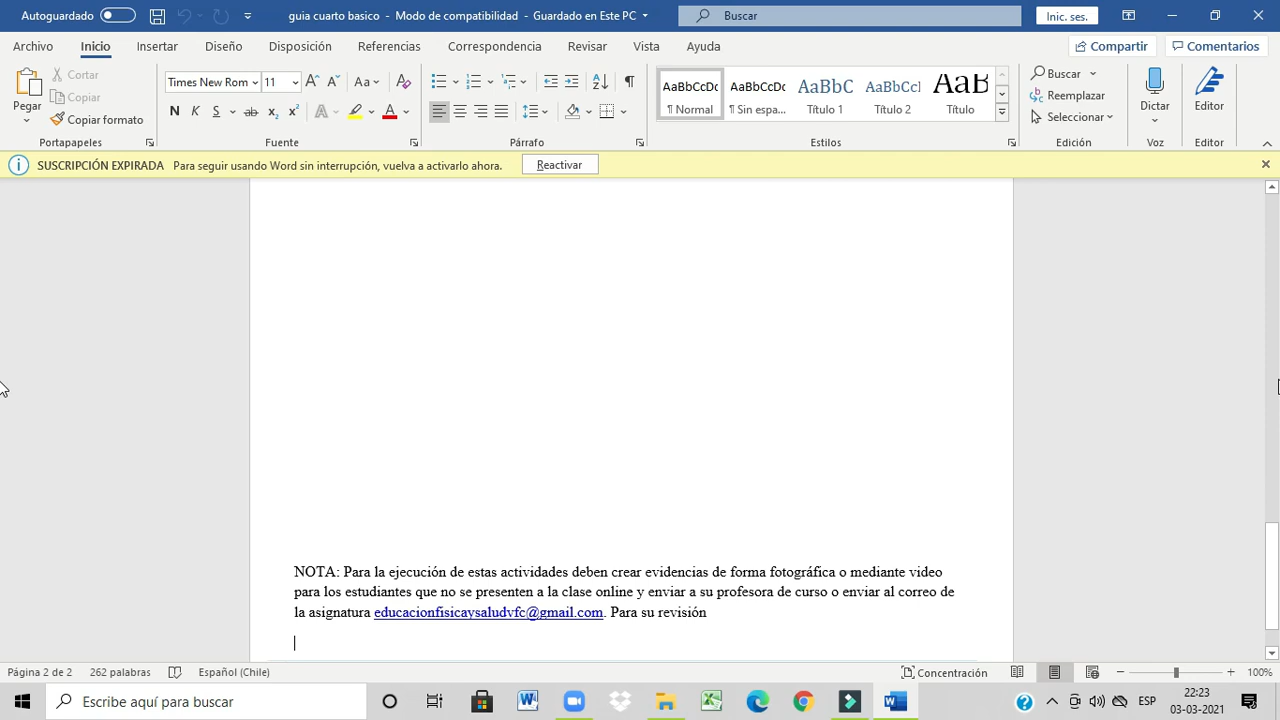 Autoguardado
guia cuarto basico - Modo de compatibilidad - Guardado en Este PC
Buscar
Inic. ses.
Archivo Inicio Insertar Diseño Disposición Referencias Correspondencia Revisar Vista Ayuda
Compartir
Comentarios
Pegar
Cortar
Copiar
Copiar formato
Portapapeles
Times New Rom 11
Aa
N K S ab x₂ x²
A A
Fuente
Párrafo
AaBbCcDc AaBbCcDc AaBbC AaBbCcI AaB
¶ Normal ¶ Sin espa... Título 1 Título 2 Título
Estilos
Buscar
Reemplazar
Seleccionar
Edición
Dictar
Voz
Editor
Editor
SUSCRIPCIÓN EXPIRADA Para seguir usando Word sin interrupción, vuelva a activarlo ahora. Reactivar
NOTA: Para la ejecución de estas actividades deben crear evidencias de forma fotográfica o mediante video
para los estudiantes que no se presenten a la clase online y enviar a su profesora de curso o enviar al correo de
la asignatura educacionfísicaysaludvfc@gmail.com. Para su revisión
Página 2 de 2 262 palabras Español (Chile)
Concentración
100%
Escribe aquí para buscar
ESP
22:23
03-03-2021